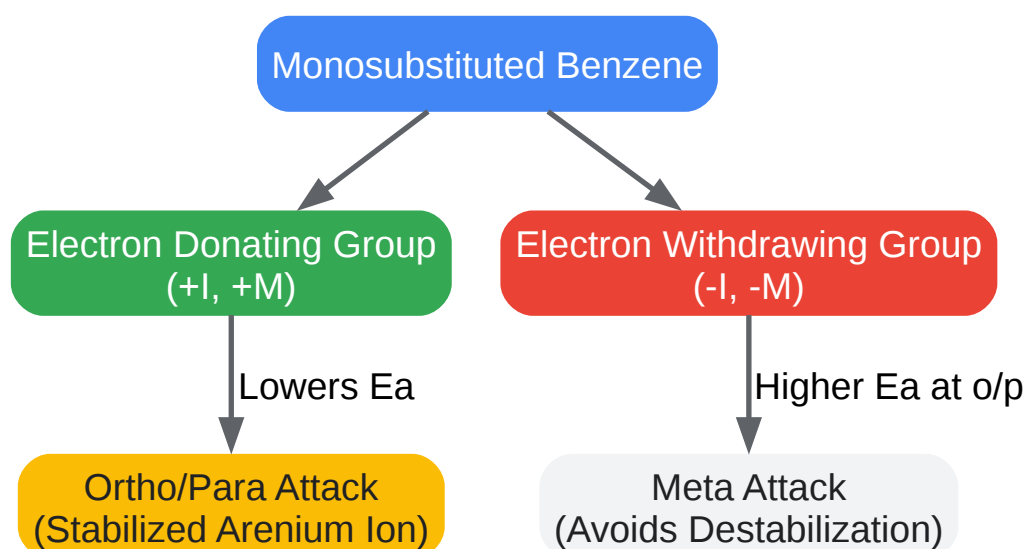 Monosubstituted Benzene
Electron Donating Group
(+I, +M)
Electron Withdrawing Group
(-I, -M)
Lowers Ea
Higher Ea at o/p
Ortho/Para Attack
(Stabilized Arenium Ion)
Meta Attack
(Avoids Destabilization)